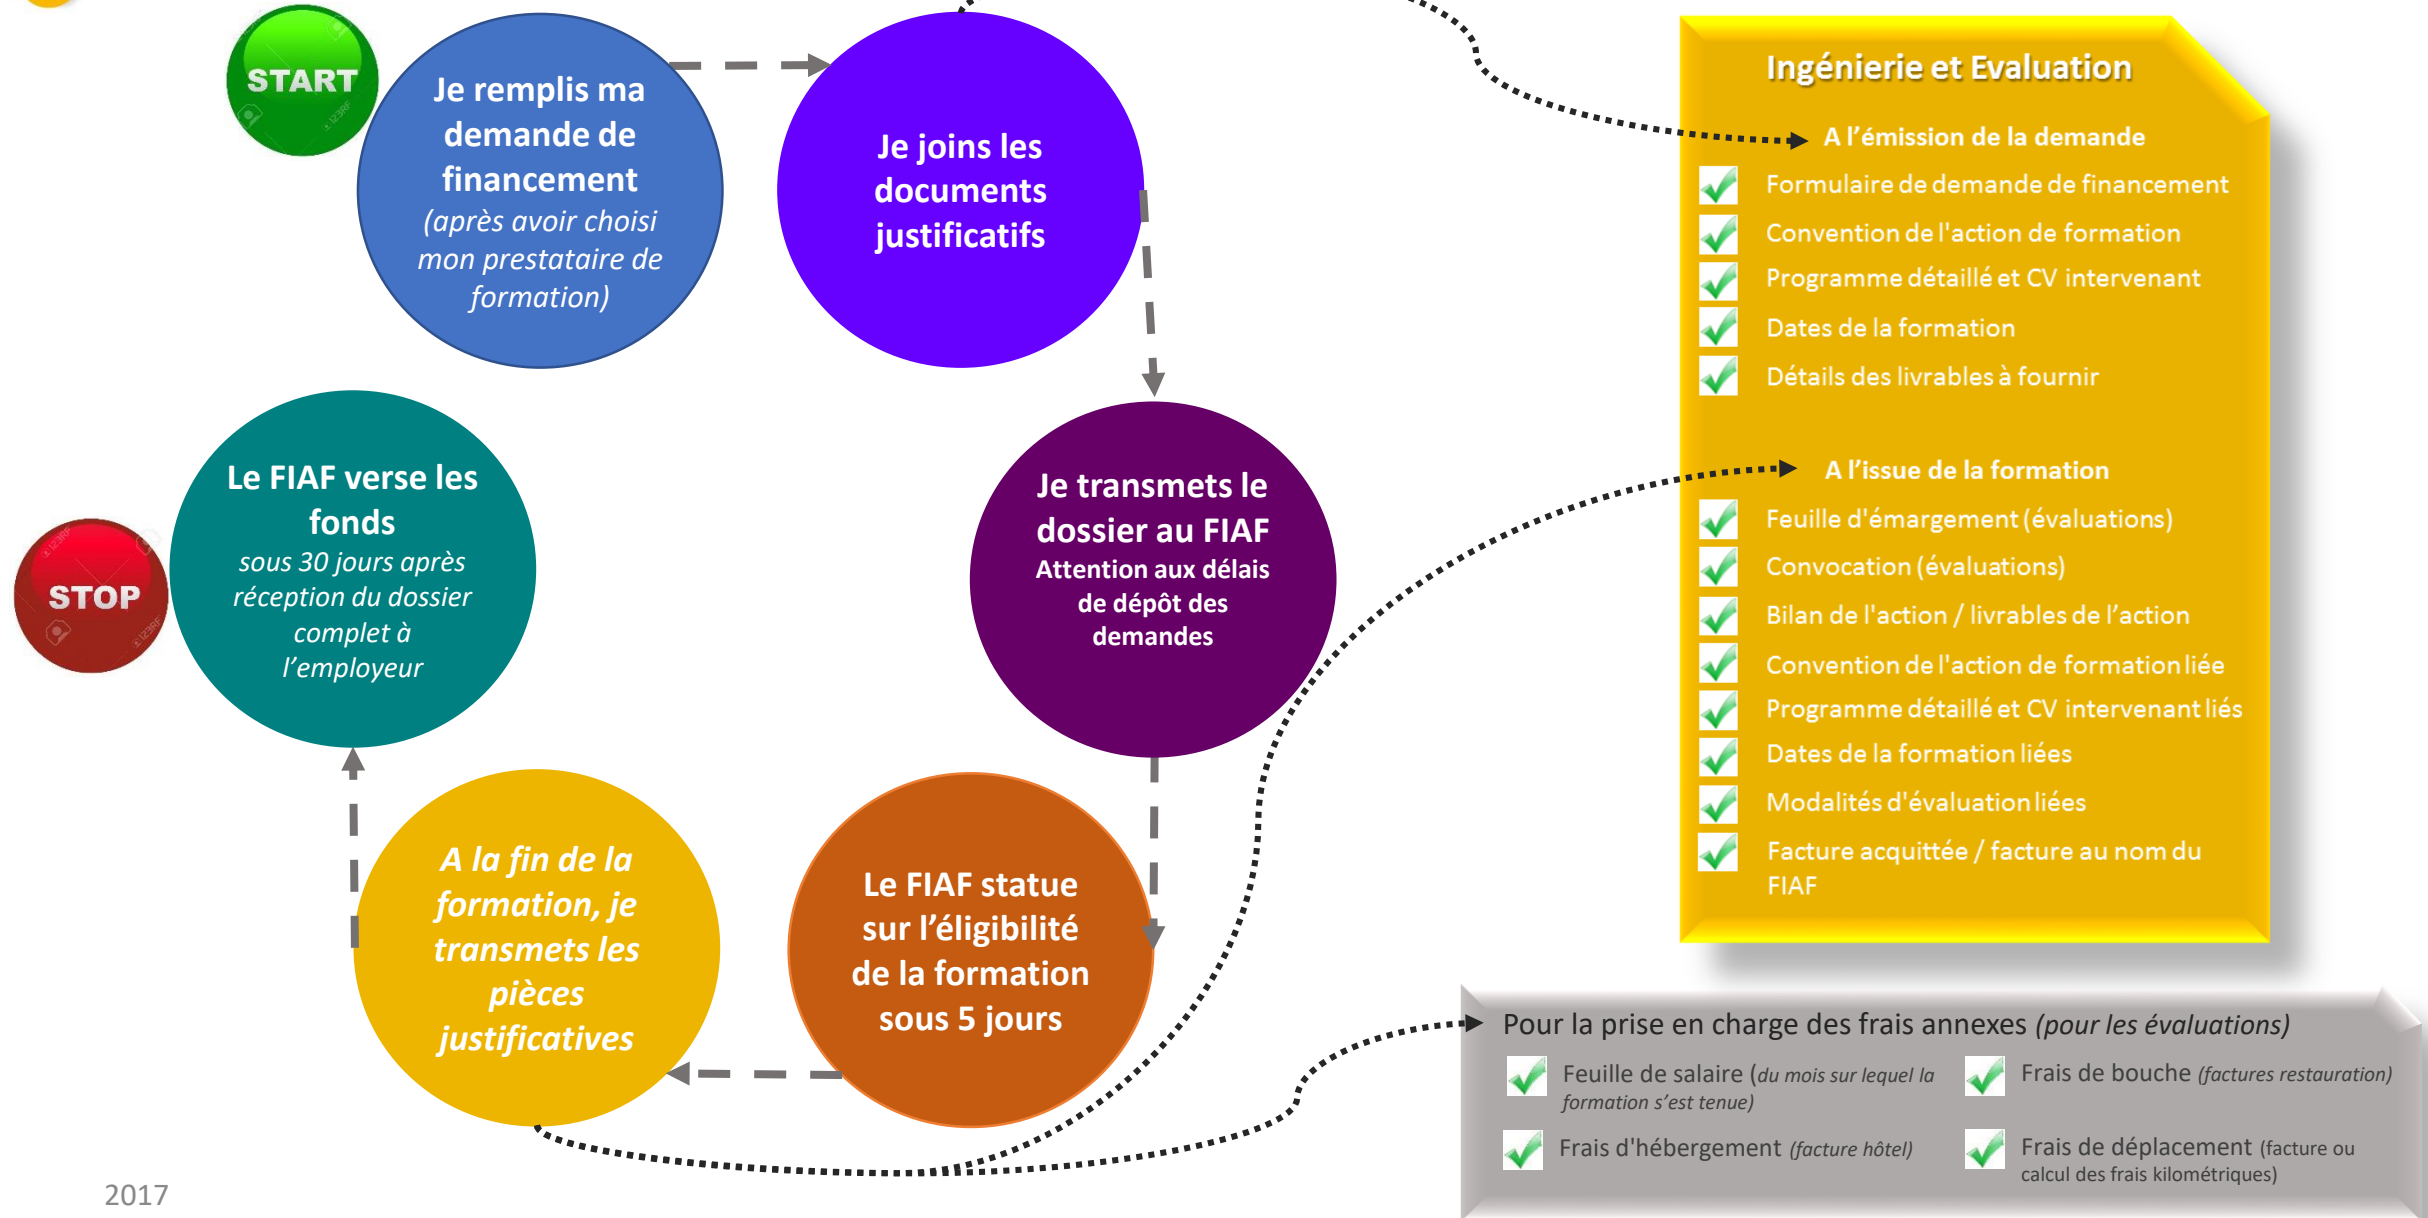 START
Je remplis ma
demande de
financement
(après avoir choisi
mon prestataire de
formation)
Je joins les
documents
justificatifs
Je transmets le
dossier au FIAF
Attention aux délais
de dépôt des
demandes
Le FIAF statue
sur l’éligibilité
de la formation
sous 5 jours
A la fin de la
formation, je
transmets les
pièces
justificatives
Le FIAF verse les
fonds
sous 30 jours après
réception du dossier
complet à
l’employeur
STOP
Ingénierie et Evaluation
A l’émission de la demande
Formulaire de demande de financement
Convention de l'action de formation
Programme détaillé et CV intervenant
Dates de la formation
Détails des livrables à fournir
A l’issue de la formation
Feuille d'émargement (évaluations)
Convocation (évaluations)
Bilan de l'action / livrables de l’action
Convention de l'action de formation liée
Programme détaillé et CV intervenant liés
Dates de la formation liées
Modalités d'évaluation liées
Facture acquittée / facture au nom du
FIAF
Pour la prise en charge des frais annexes (pour les évaluations)
Feuille de salaire (du mois sur lequel la
formation s’est tenue)
Frais de bouche (factures restauration)
Frais d'hébergement (facture hôtel)
Frais de déplacement (facture ou
calcul des frais kilométriques)
2017